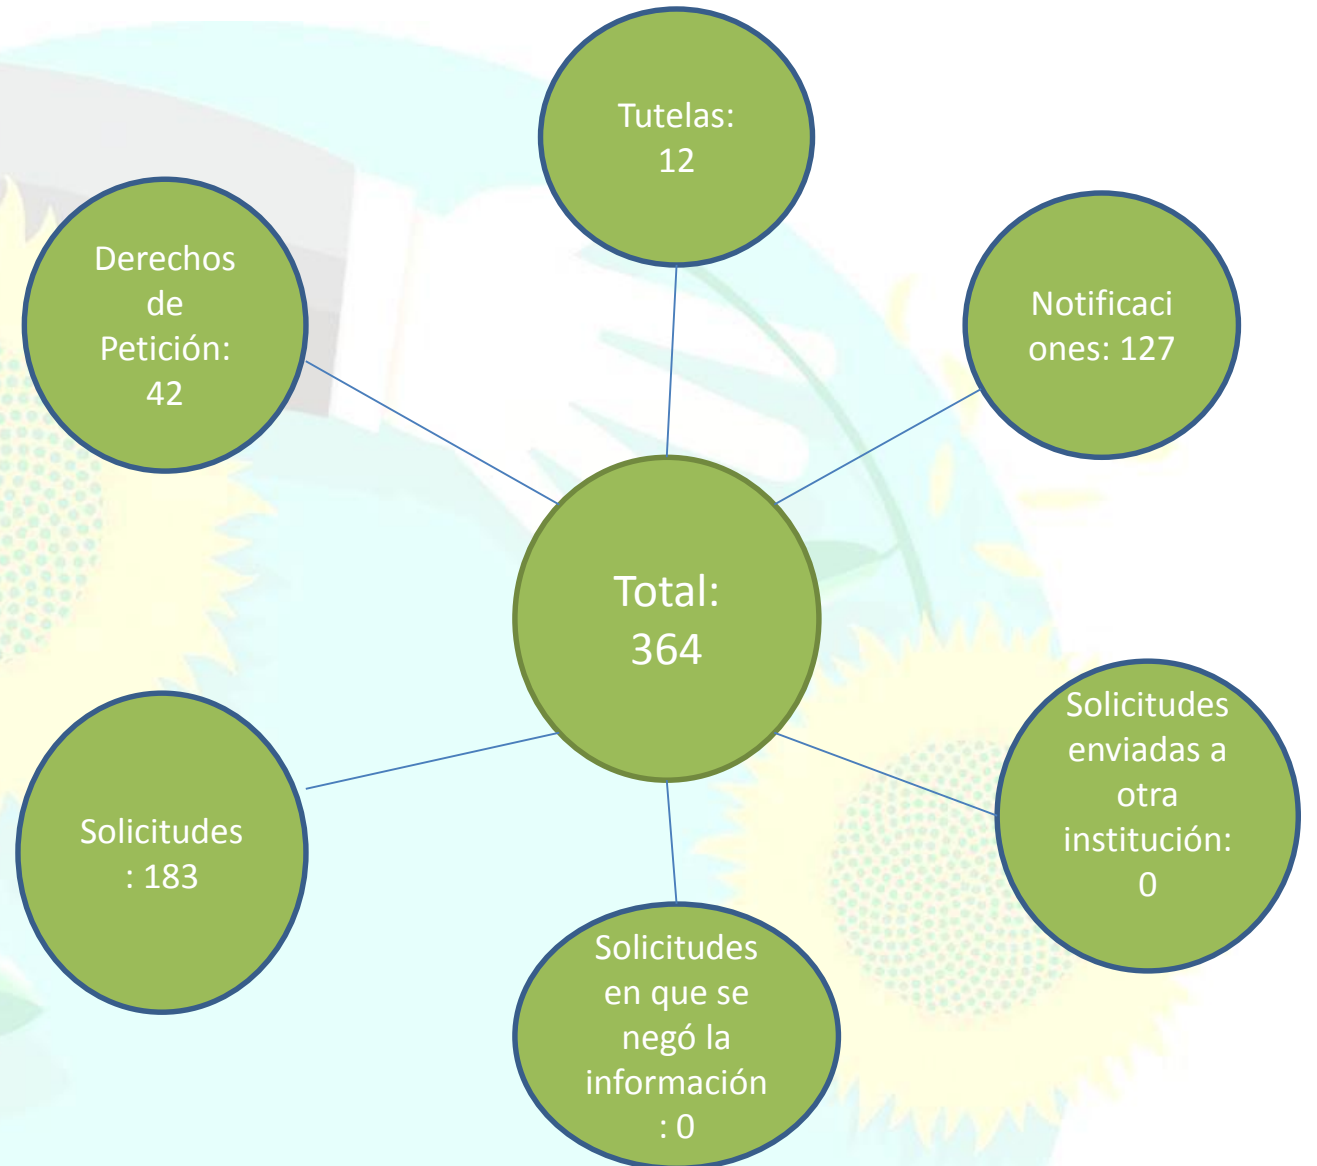 Tutelas:
12
Derechos
de
Petición:
42
Notificaci
ones: 127
Total:
364
Solicitudes
enviadas a
otra
institución:
0
Solicitudes
: 183
Solicitudes
en que se
negó la
información
: 0